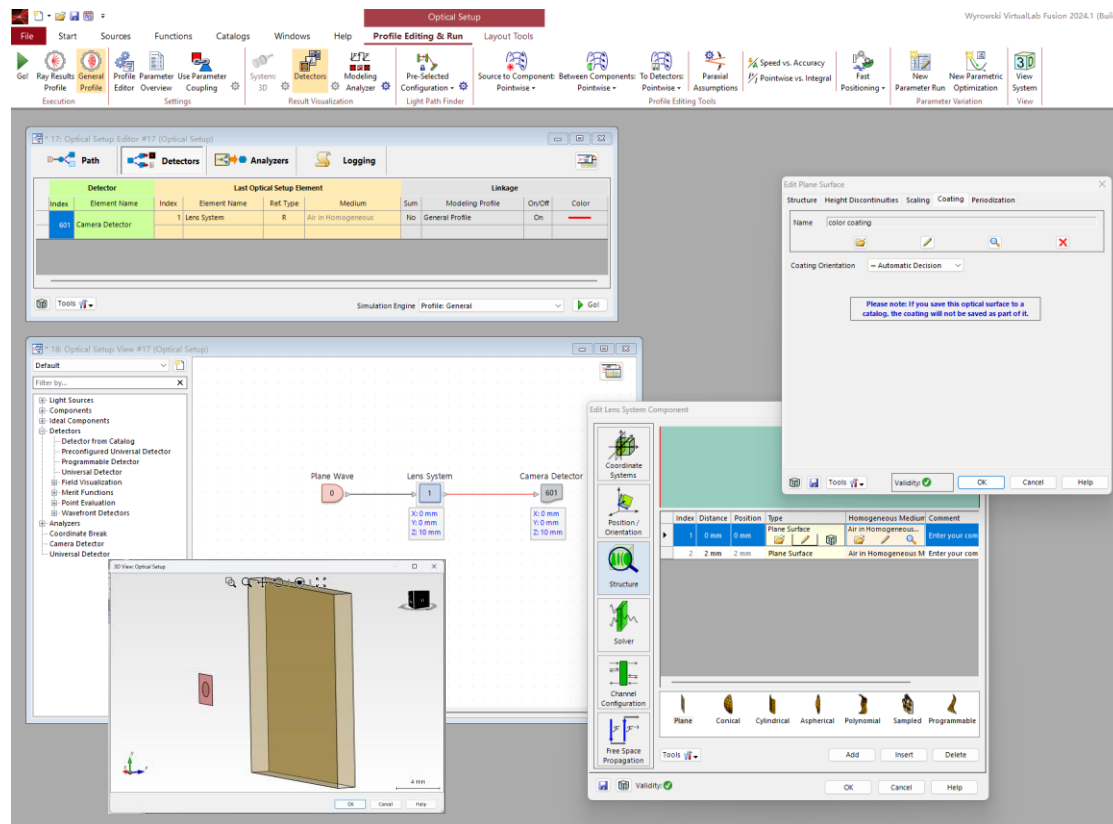 Optical Setup
Wyrowski VirtualLab Fusion 2024.1 (Buil
File Start Sources Functions Catalogs Windows Help Profile Editing & Run Layout Tools
Go! Ray Results Profile General Profile Profile Editor Parameter Overview Use Parameter Coupling System: 3D Detectors Modeling Analyzer Pre-Selected Configuration Source to Component: Pointwise Between Components: Pointwise To Detectors: Pointwise Paraxial Assumptions Speed vs. Accuracy Pointwise vs. Integral Fast Positioning New Parameter Run New Parametric Optimization View System
Execution Settings Result Visualization Light Path Finder Profile Editing Tools Parameter Variation View
* 17: Optical Setup Editor #17 (Optical Setup)
Path Detectors Analyzers Logging
Detector Last Optical Setup Element Linkage
Index Element Name Index Element Name Ref. Type Medium Sum Modeling Profile On/Off Color
601 Camera Detector 1 Lens System R Air in Homogeneous No General Profile On
Tools Simulation Engine Profile: General Go!
Edit Plane Surface
Structure Height Discontinuities Scaling Coating Periodization
Name color coating
Coating Orientation Automatic Decision
Please note: If you save this optical surface to a
catalog, the coating will not be saved as part of it.
Tools Validity: OK Cancel Help
* 18: Optical Setup View #17 (Optical Setup)
Default
Filter by... X
Light Sources
Components
Ideal Components
Detectors
Detector from Catalog
Preconfigured Universal Detector
Programmable Detector
Universal Detector
Field Visualization
Merit Functions
Point Evaluation
Wavefront Detectors
Analyzers
Coordinate Break
Camera Detector
Universal Detector
Plane Wave Lens System Camera Detector
0 1 601
X: 0 mm X: 0 mm
Y: 0 mm Y: 0 mm
Z: 10 mm Z: 10 mm
3D View: Optical Setup
4 mm
OK Cancel Help
Edit Lens System Component
Coordinate
Systems
Position /
Orientation
Structure
Solver
Channel
Configuration
Free Space
Propagation
Index Distance Position Type Homogeneous Medium Comment
1 0 mm 0 mm Plane Surface Air in Homogeneous... Enter your com
2 2 mm 2 mm Plane Surface Air in Homogeneous M Enter your com
Plane Conical Cylindrical Aspherical Polynomial Sampled Programmable
Tools Add Insert Delete
Validity: OK Cancel Help